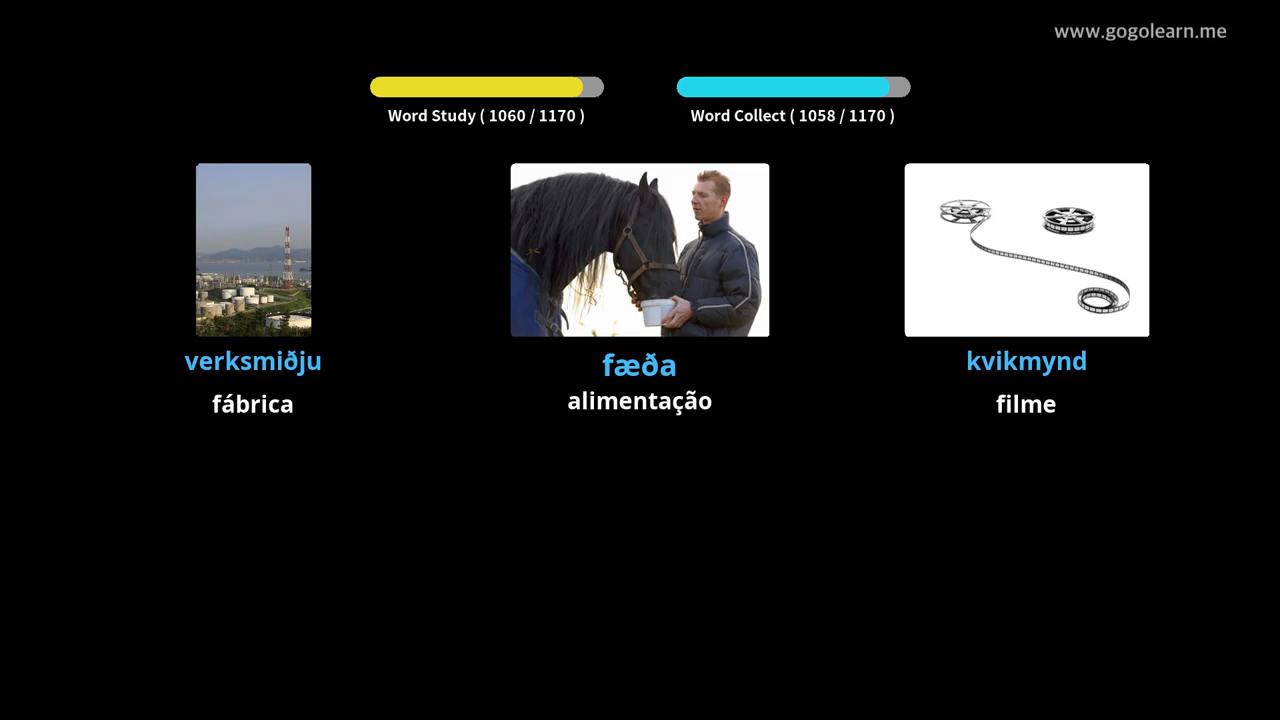 www.gogolearn.me
Word Study ( 1060 / 1170 )
Word Collect ( 1058 / 1170 )
verksmiðju
fábrica
fæða
alimentação
kvikmynd
filme